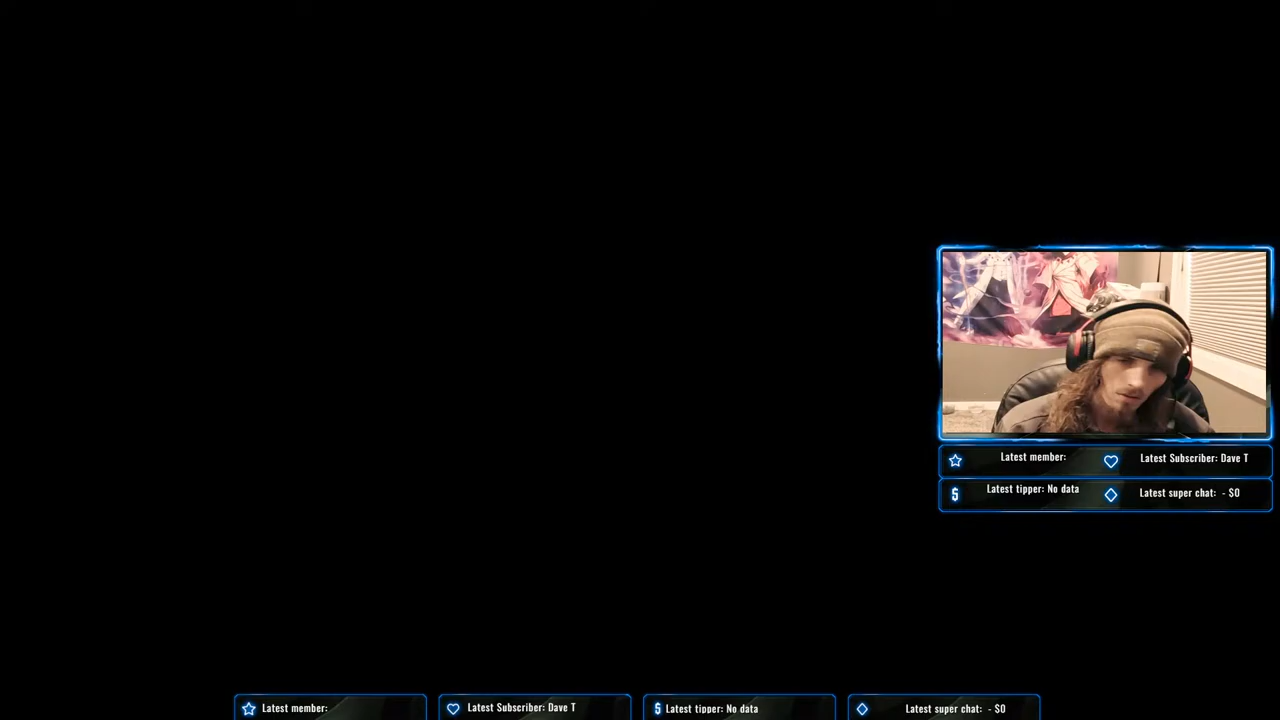 Latest member:
Latest Subscriber: Dave T
Latest tipper: No data
Latest super chat: - $0
Latest member:
Latest Subscriber: Dave T
$ Latest tipper: No data
Latest super chat: - $0